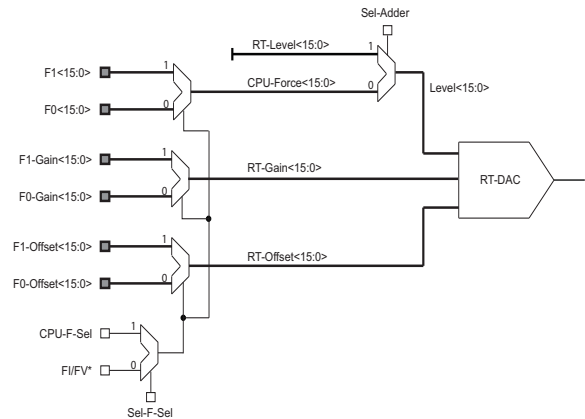 Sel-Adder
RT-Level<15:0>
1
F1<15:0>
1
CPU-Force<15:0>
0
Level<15:0>
F0<15:0>
0
F1-Gain<15:0>
1
RT-Gain<15:0>
RT-DAC
F0-Gain<15:0>
0
F1-Offset<15:0>
1
RT-Offset<15:0>
F0-Offset<15:0>
0
CPU-F-Sel
1
FI/FV*
0
Sel-F-Sel